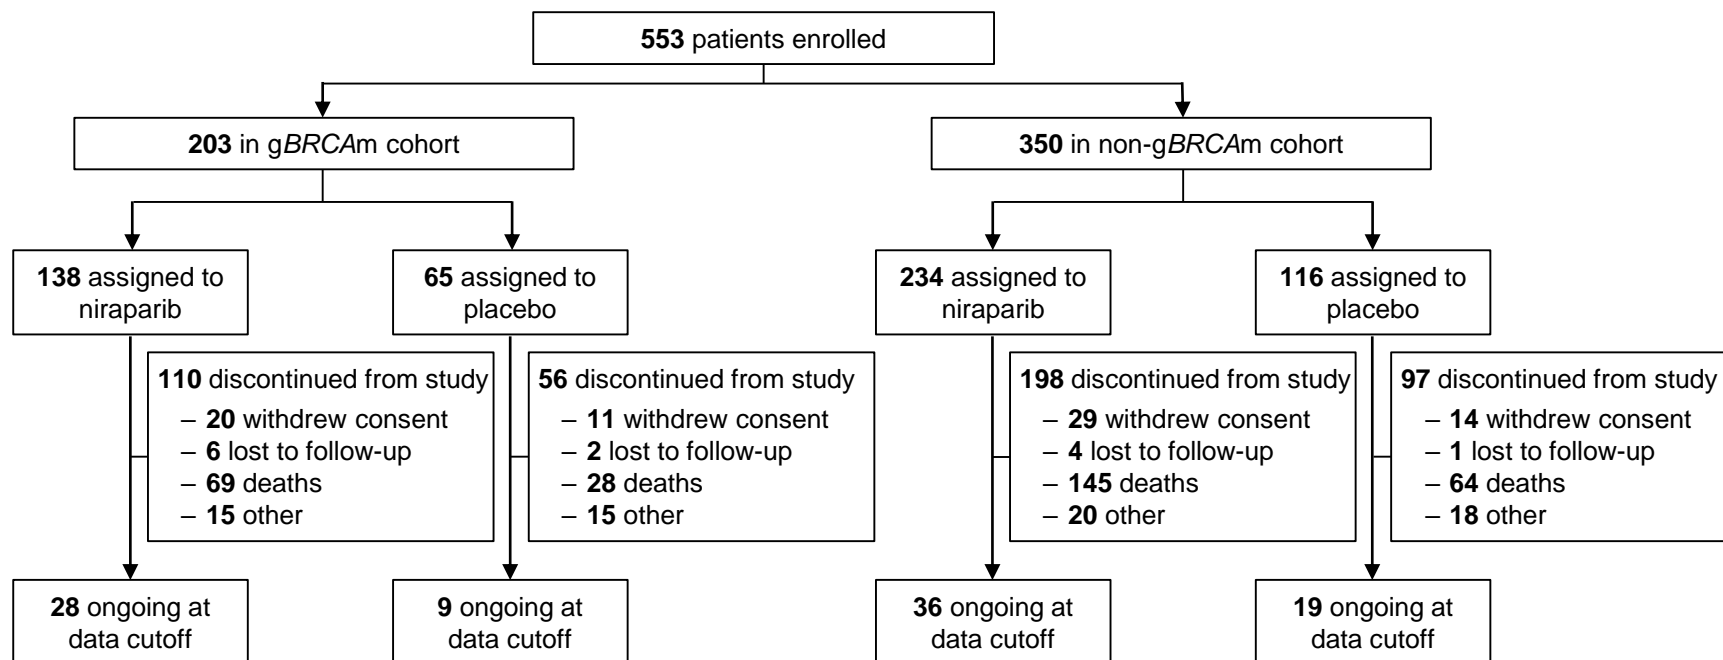 553 patients enrolled
203 in gBRCAm cohort
350 in non-gBRCAm cohort
138 assigned to
niraparib
65 assigned to
placebo
234 assigned to
niraparib
116 assigned to
placebo
110 discontinued from study
– 20 withdrew consent
– 6 lost to follow-up
– 69 deaths
– 15 other
56 discontinued from study
– 11 withdrew consent
– 2 lost to follow-up
– 28 deaths
– 15 other
198 discontinued from study
– 29 withdrew consent
– 4 lost to follow-up
– 145 deaths
– 20 other
97 discontinued from study
– 14 withdrew consent
– 1 lost to follow-up
– 64 deaths
– 18 other
28 ongoing at
data cutoff
9 ongoing at
data cutoff
36 ongoing at
data cutoff
19 ongoing at
data cutoff